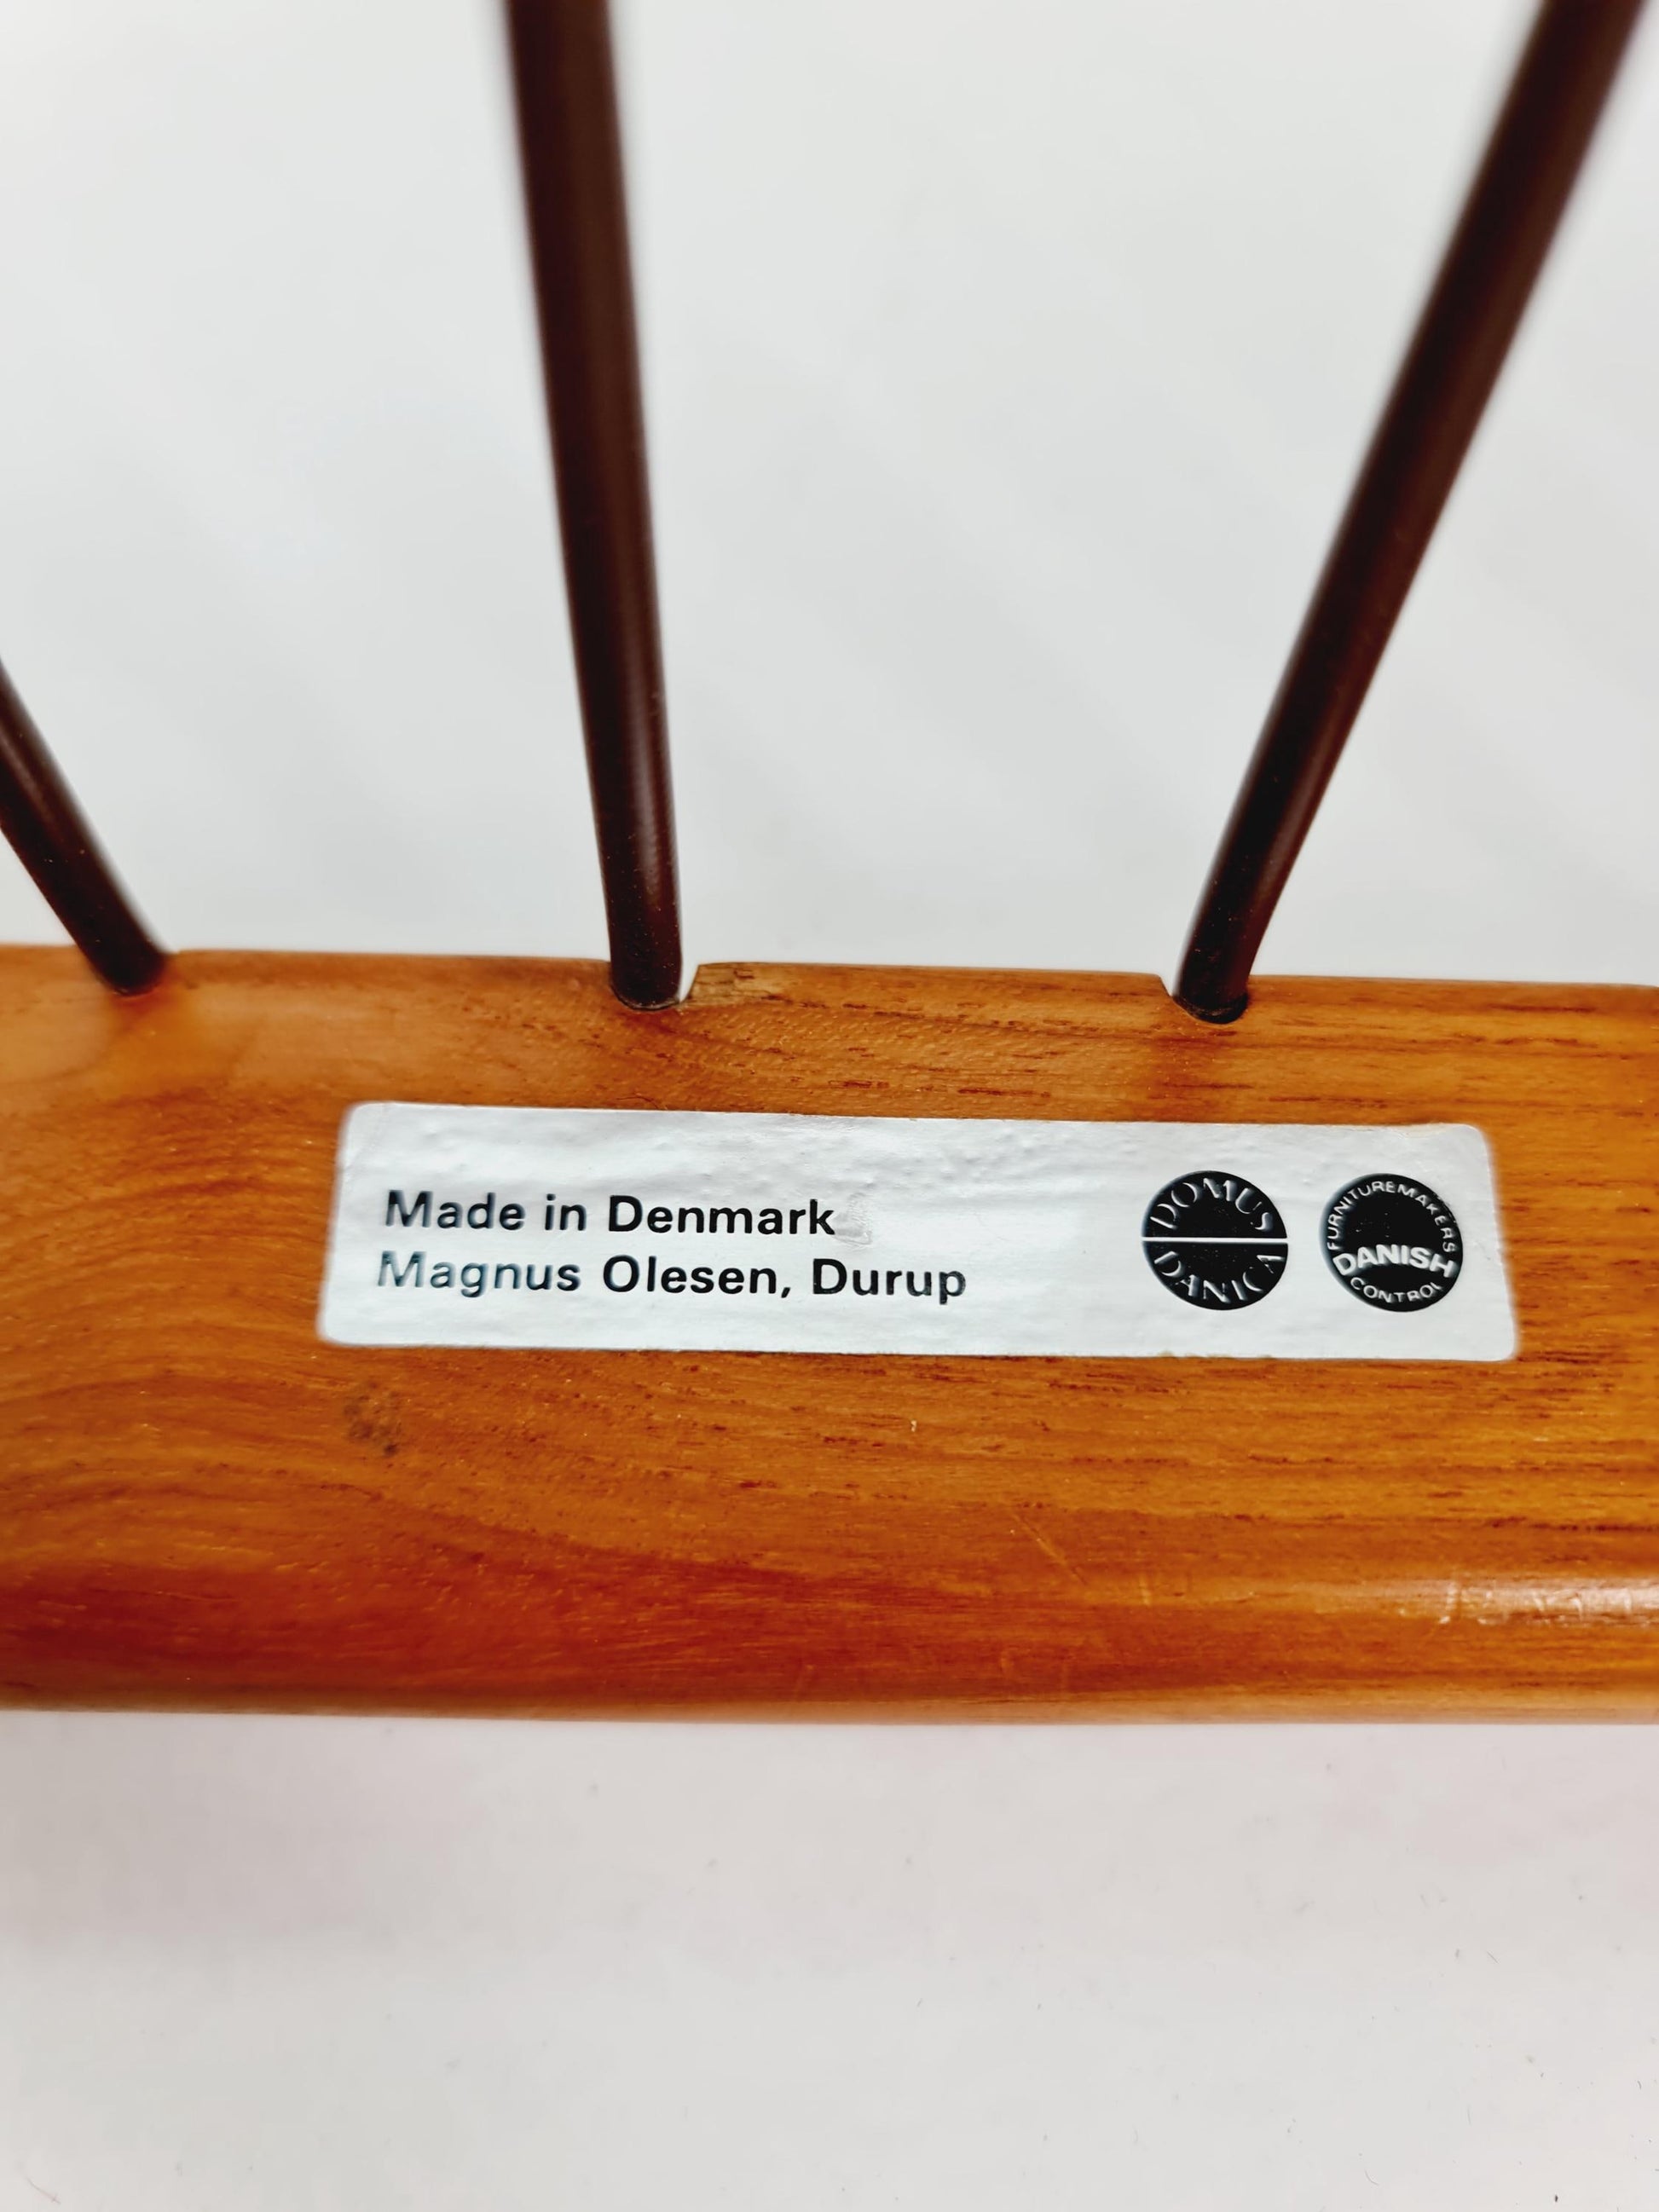 Made in Denmark
Magnus Olesen, Durup
DOMUS
DANICA
FURNITUREMAKERS
DANISH
CONTROL